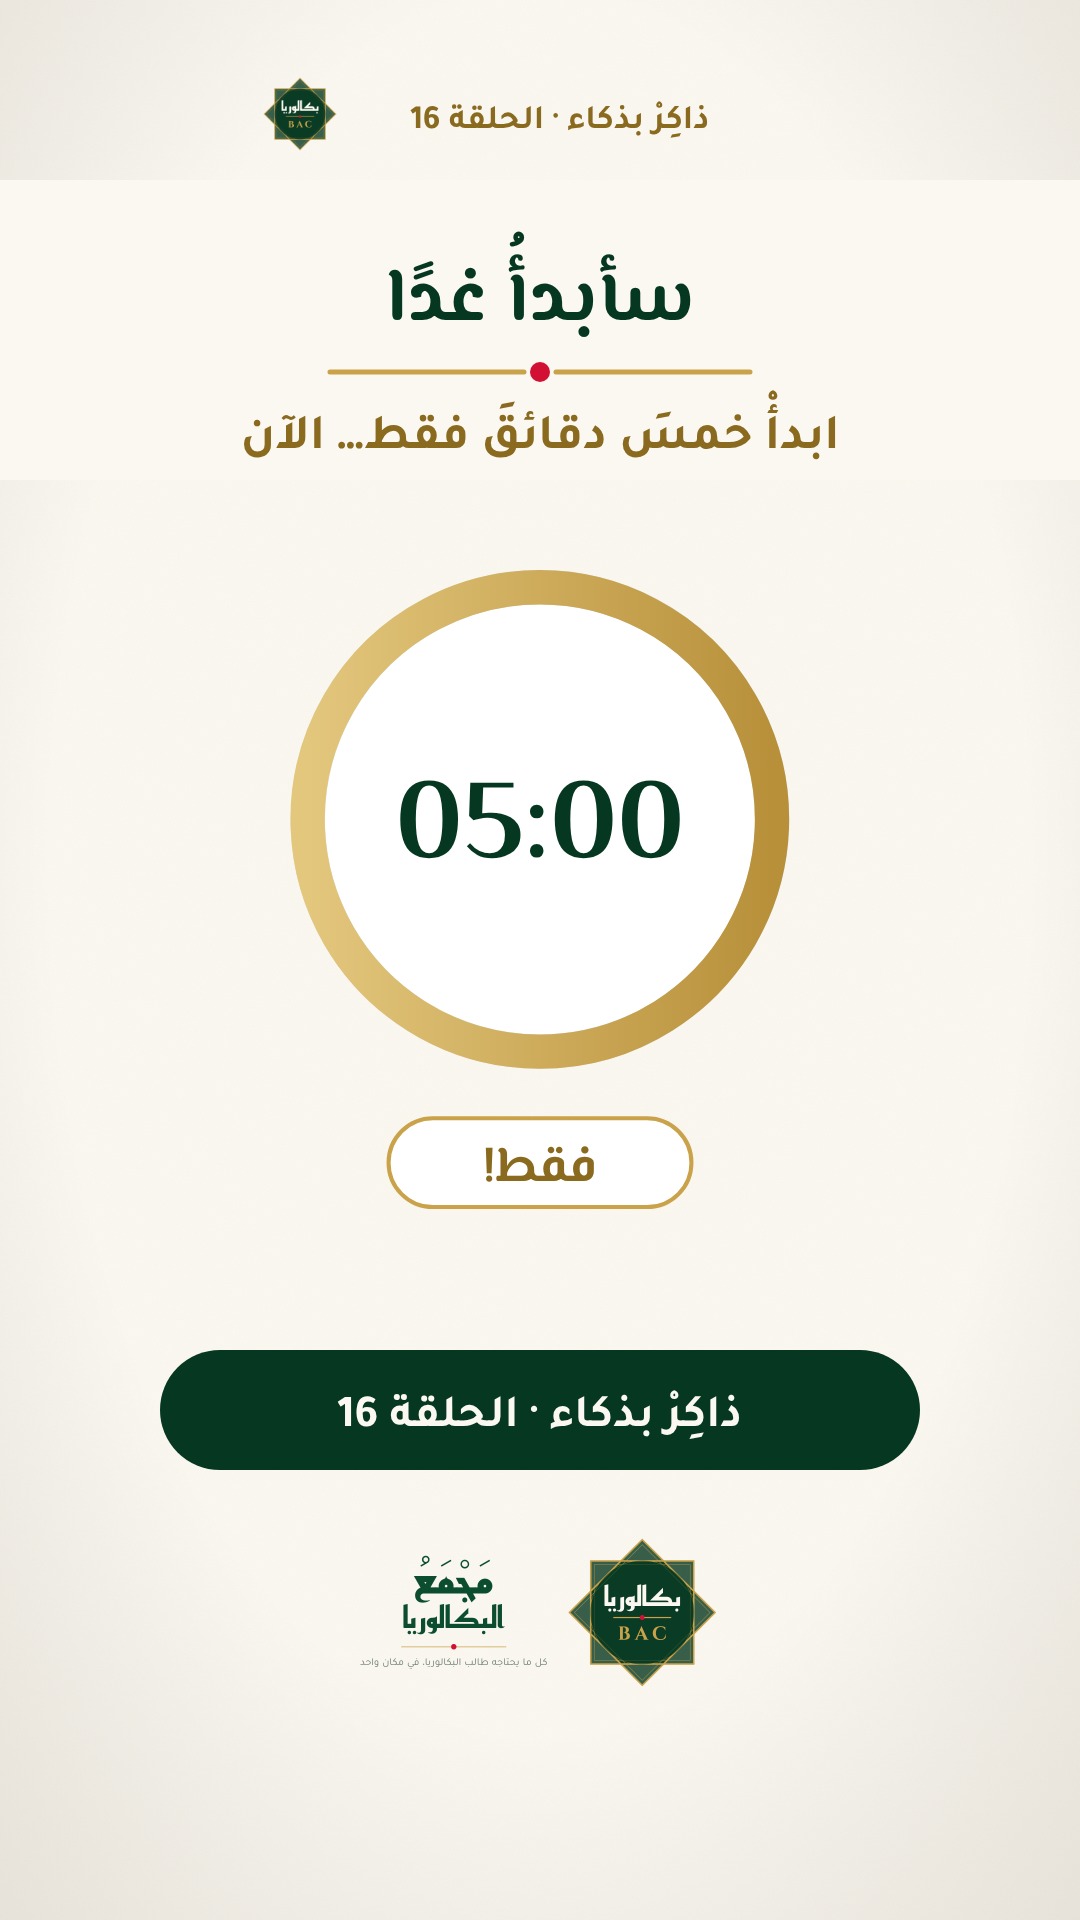 ذاكِرْ بذكاء · الحلقة 16
بكالوريا
BAC
سأبدأُ غدًا
ابدأْ خمسَ دقائقَ فقط... الآن
05:00
فقط!
ذاكِرْ بذكاء · الحلقة 16
بكالوريا
BAC
مَجْمَعُ
البكالوريا
كل ما يحتاجه طالب البكالوريا، في مكان واحد